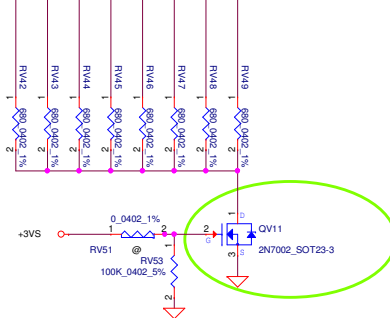 RV42
RV43
RV44
RV45
RV46
RV47
RV48
RV49
1
1
1
1
1
1
1
1
680_0402_1%
680_0402_1%
680_0402_1%
680_0402_1%
680_0402_1%
680_0402_1%
680_0402_1%
680_0402_1%
2
2
2
2
2
2
2
2
1
D
0_0402_1%
+3VS
1
2
2
G
QV11
RV51
@
1
2N7002_SOT23-3
3
S
RV53
100K_0402_5%
2